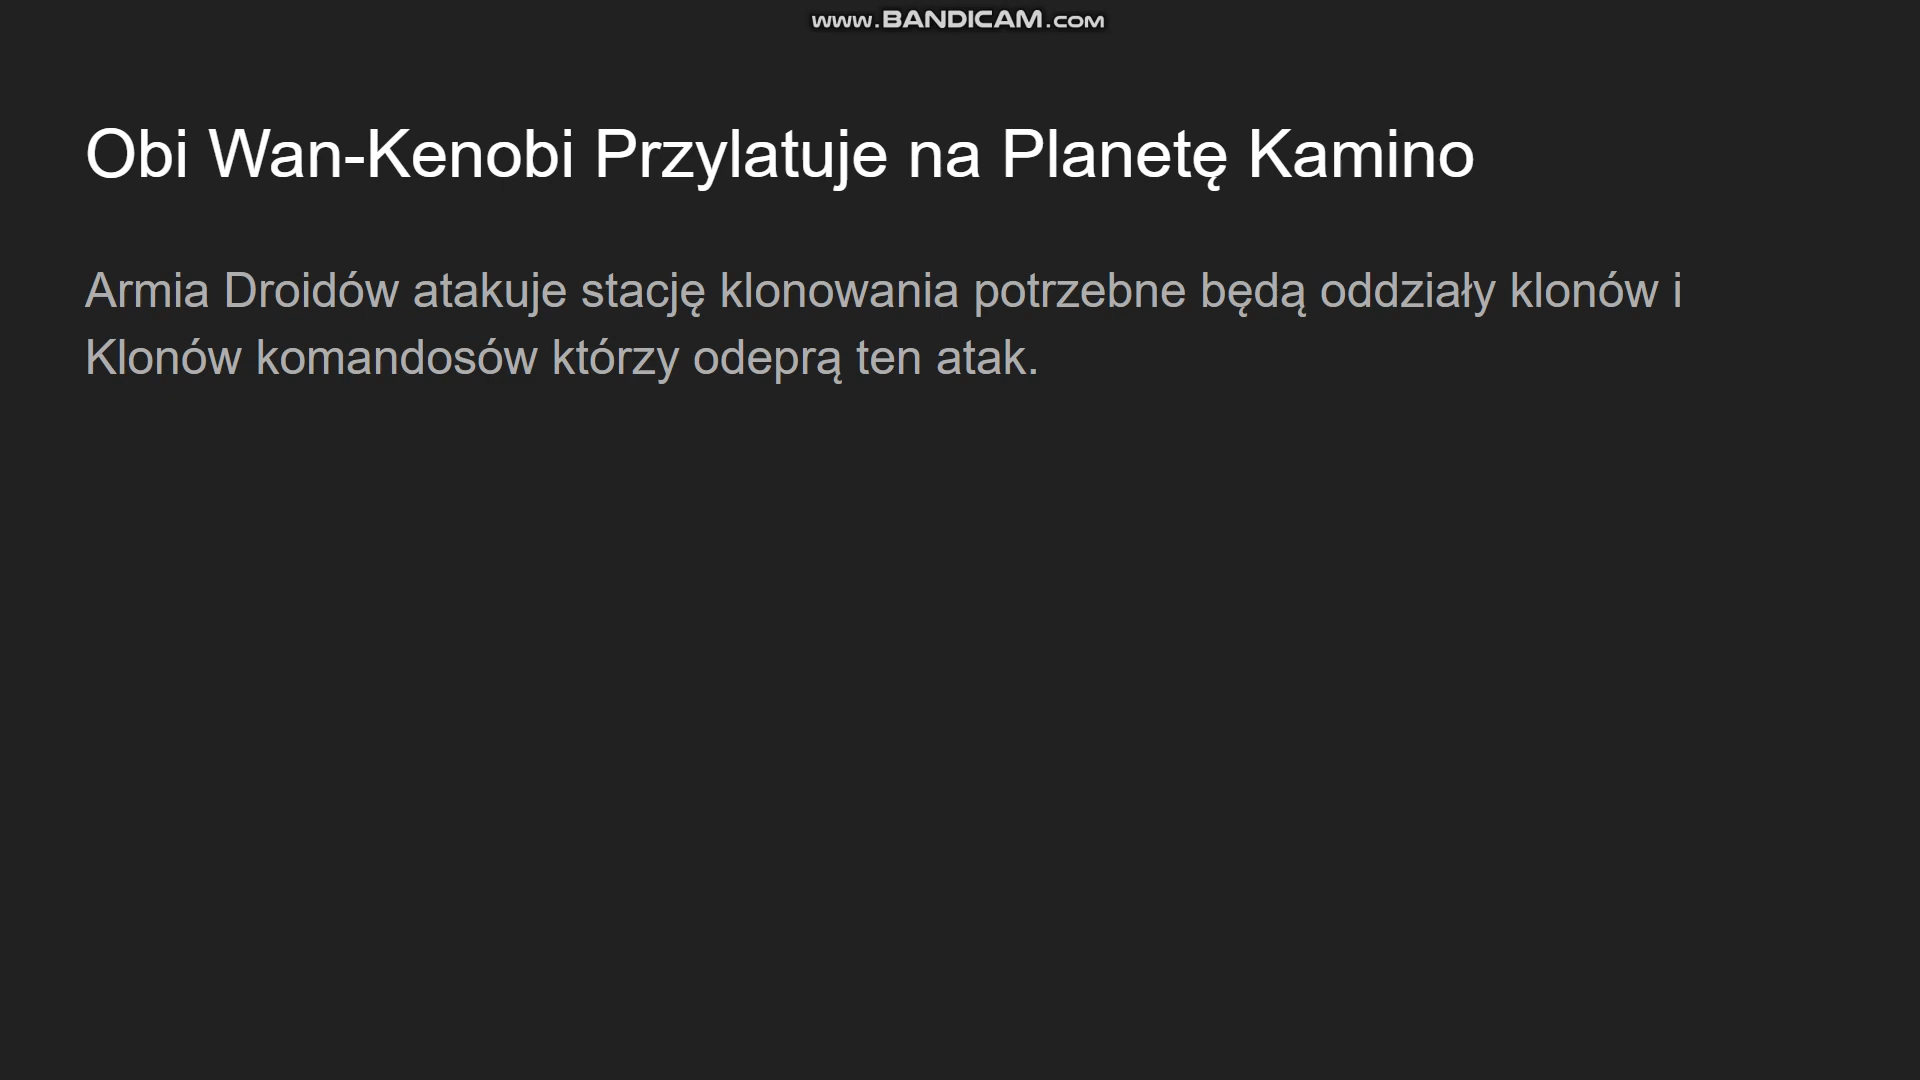 www.BANDICAM.com
Obi Wan-Kenobi Przylatuje na Planetę Kamino
Armia Droidów atakuje stację klonowania potrzebne będą oddziały klonów i
Klonów komandosów którzy odeprą ten atak.